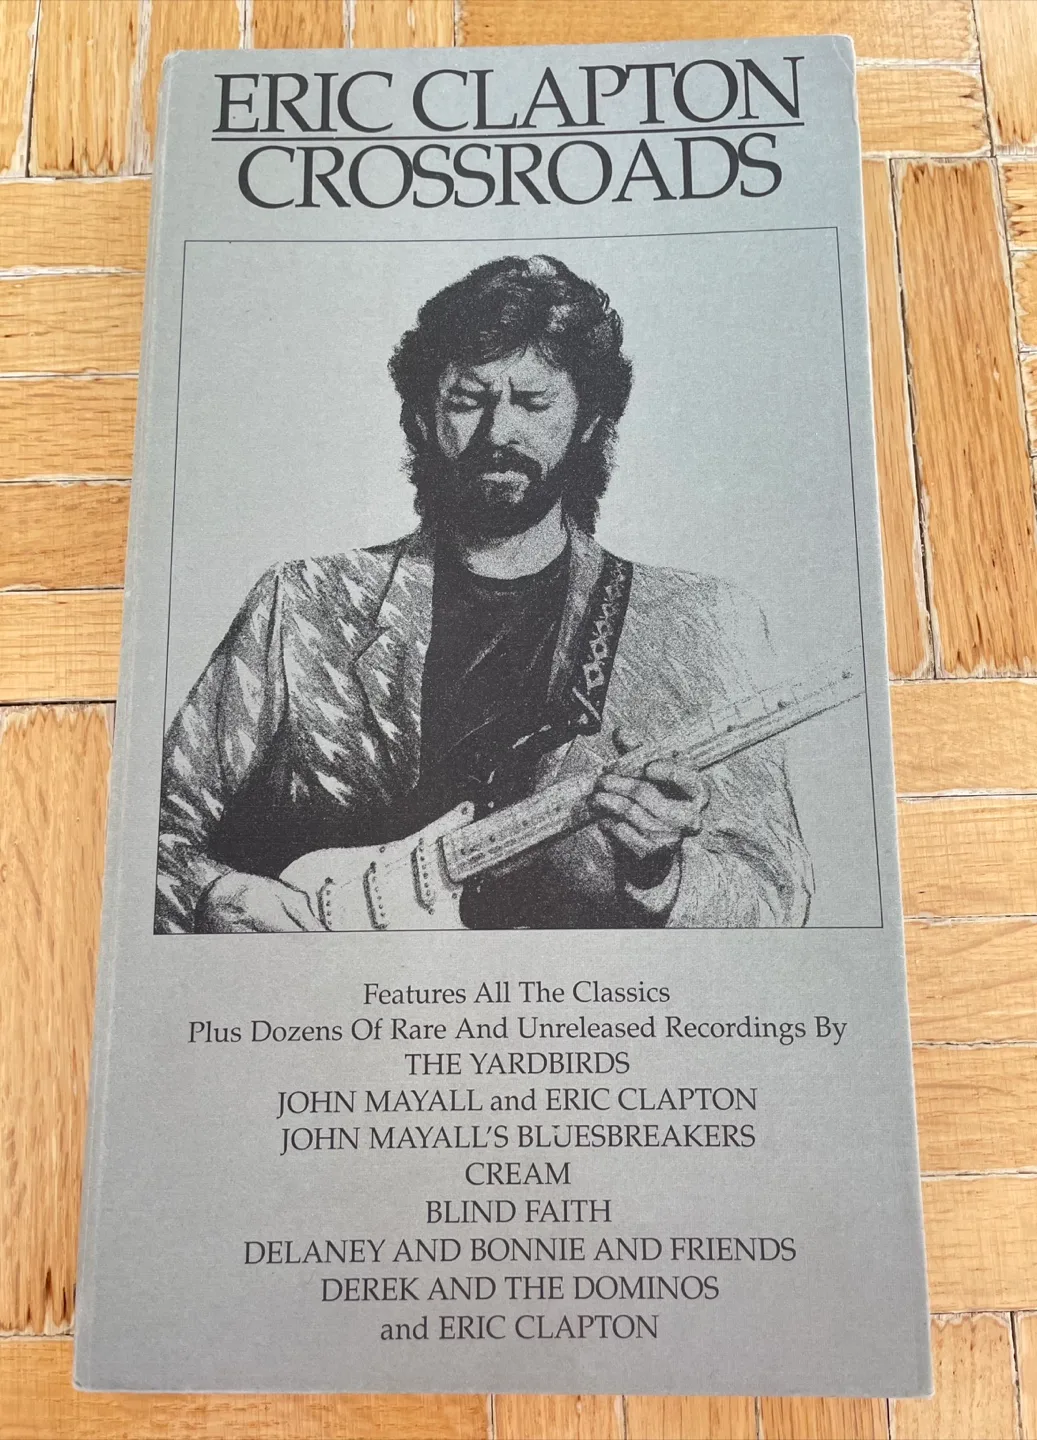 ERIC CLAPTON
CROSSROADS
Features All The Classics
Plus Dozens Of Rare And Unreleased Recordings By
THE YARDBIRDS
JOHN MAYALL and ERIC CLAPTON
JOHN MAYALL'S BLUESBREAKERS
CREAM
BLIND FAITH
DELANEY AND BONNIE AND FRIENDS
DEREK AND THE DOMINOS
and ERIC CLAPTON